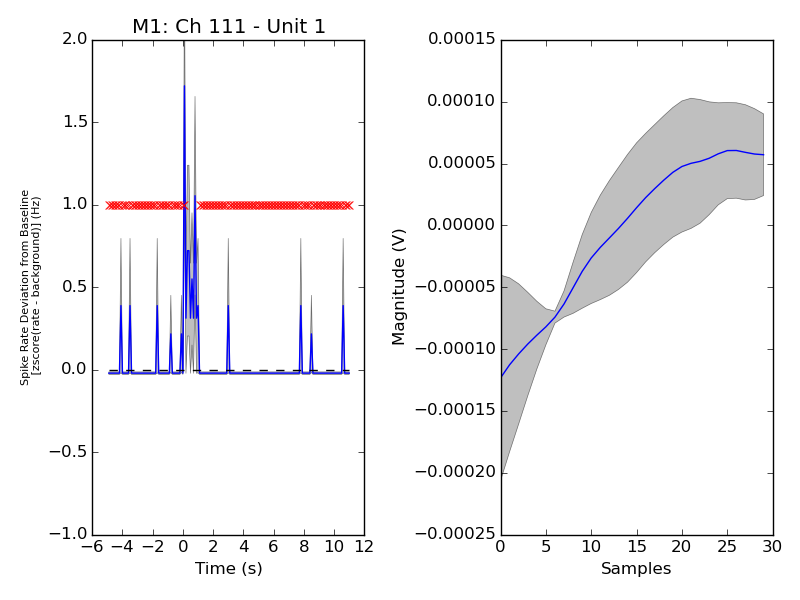 M1: Ch 111 - Unit 1
Spike Rate Deviation from Baseline
[zscore(rate - background)] (Hz)
2.0
1.5
1.0
0.5
0.0
−0.5
−1.0
−6 −4 −2 0 2 4 6 8 10 12
Time (s)
Magnitude (V)
0.00015
0.00010
0.00005
0.00000
−0.00005
−0.00010
−0.00015
−0.00020
−0.00025
0 5 10 15 20 25 30
Samples